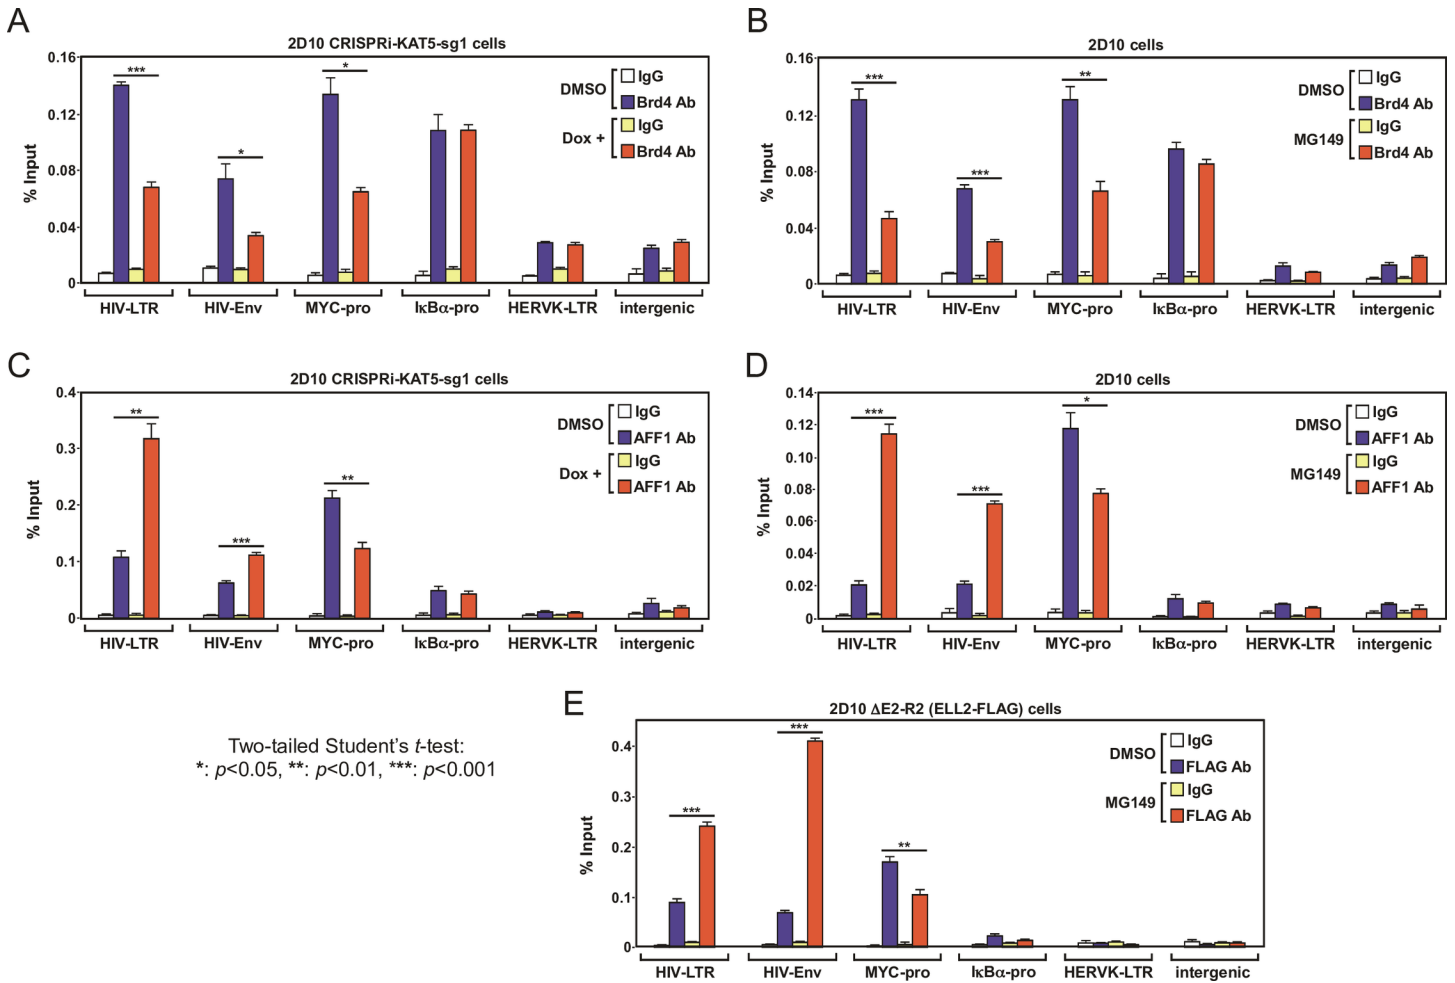 A
2D10 CRISPRi-KAT5-sg1 cells
% Input
0.16
0.12
0.08
0.04
0
***
*
*
DMSO
IgG
Brd4 Ab
Dox +
IgG
Brd4 Ab
HIV-LTR
HIV-Env
MYC-pro
IκBα-pro
HERVK-LTR
intergenic
B
2D10 cells
% Input
0.16
0.12
0.08
0.04
0
***
***
**
DMSO
IgG
Brd4 Ab
MG149
IgG
Brd4 Ab
HIV-LTR
HIV-Env
MYC-pro
IκBα-pro
HERVK-LTR
intergenic
C
2D10 CRISPRi-KAT5-sg1 cells
% Input
0.4
0.3
0.2
0.1
0
**
***
**
DMSO
IgG
AFF1 Ab
Dox +
IgG
AFF1 Ab
HIV-LTR
HIV-Env
MYC-pro
IκBα-pro
HERVK-LTR
intergenic
D
2D10 cells
% Input
0.14
0.12
0.10
0.08
0.06
0.04
0.02
0
***
***
*
DMSO
IgG
AFF1 Ab
MG149
IgG
AFF1 Ab
HIV-LTR
HIV-Env
MYC-pro
IκBα-pro
HERVK-LTR
intergenic
Two-tailed Student's t-test:
*: p<0.05, **: p<0.01, ***: p<0.001
E
2D10 ΔE2-R2 (ELL2-FLAG) cells
% Input
0.4
0.3
0.2
0.1
0
***
***
**
DMSO
IgG
FLAG Ab
MG149
IgG
FLAG Ab
HIV-LTR
HIV-Env
MYC-pro
IκBα-pro
HERVK-LTR
intergenic